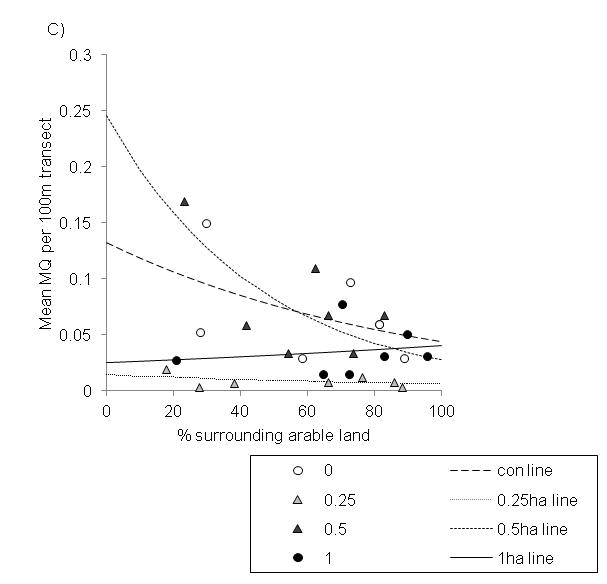 C)
0.3
0.25
0.2
0.15
0.1
0.05
0
Mean MQ per 100m transect
0 20 40 60 80 100
% surrounding arable land
0 con line
0.25 0.25ha line
0.5 0.5ha line
1 1ha line